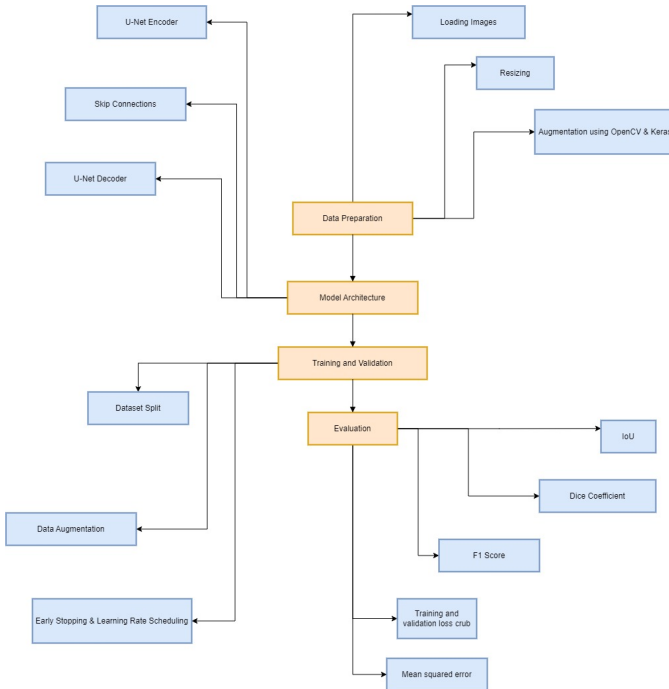 U-Net Encoder
Loading Images
Resizing
Skip Connections
Augmentation using OpenCV & Keras
U-Net Decoder
Data Preparation
Model Architecture
Training and Validation
Dataset Split
Evaluation
IoU
Dice Coefficient
Data Augmentation
F1 Score
Early Stopping & Learning Rate Scheduling
Training and
validation loss crub
Mean squared error